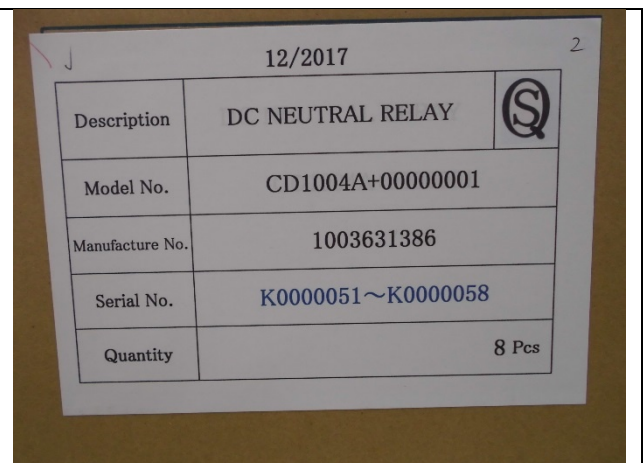 12/2017
2
Description DC NEUTRAL RELAY SQ
Model No. CD1004A+00000001
Manufacture No. 1003631386
Serial No. K0000051～K0000058
Quantity 8 Pcs